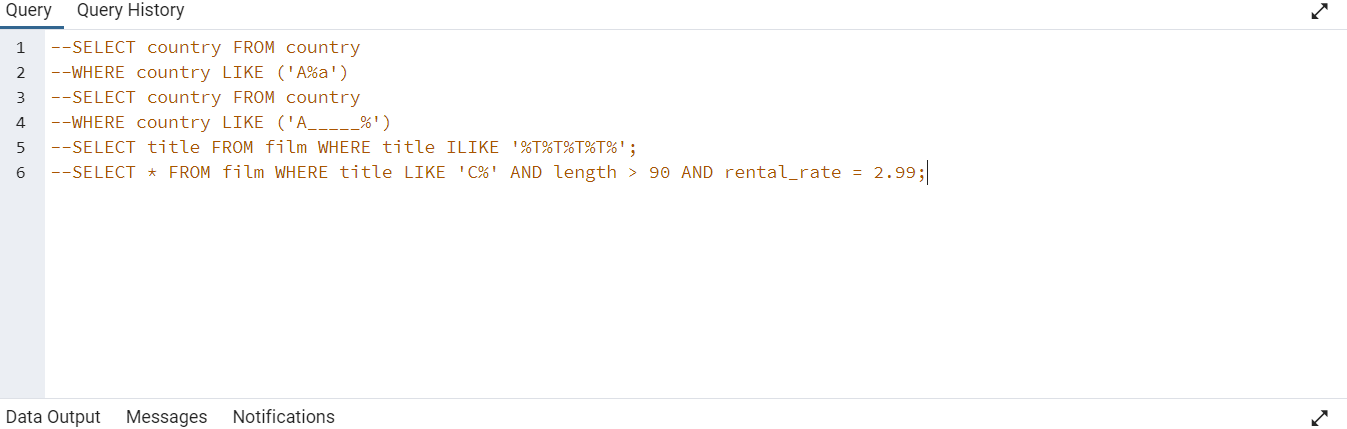 Query Query History
1 --SELECT country FROM country
2 --WHERE country LIKE ('A%a')
3 --SELECT country FROM country
4 --WHERE country LIKE ('A_____%')
5 --SELECT title FROM film WHERE title ILIKE '%T%T%T%T%';
6 --SELECT * FROM film WHERE title LIKE 'C%' AND length > 90 AND rental_rate = 2.99;
Data Output Messages Notifications